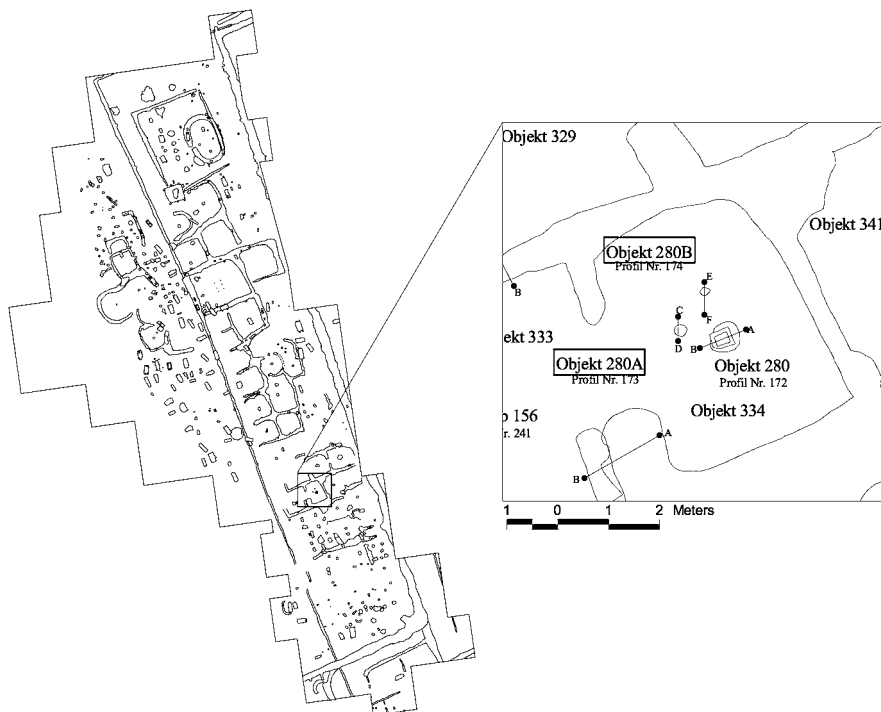 Objekt 329
Objekt 341
Objekt 280B
Profil Nr. 174
E
B
C
F
A
D
B
ekt 333
Objekt 280A
Profil Nr. 173
Objekt 280
Profil Nr. 172
Objekt 334
156
r. 241
A
B
1 0 1 2 Meters